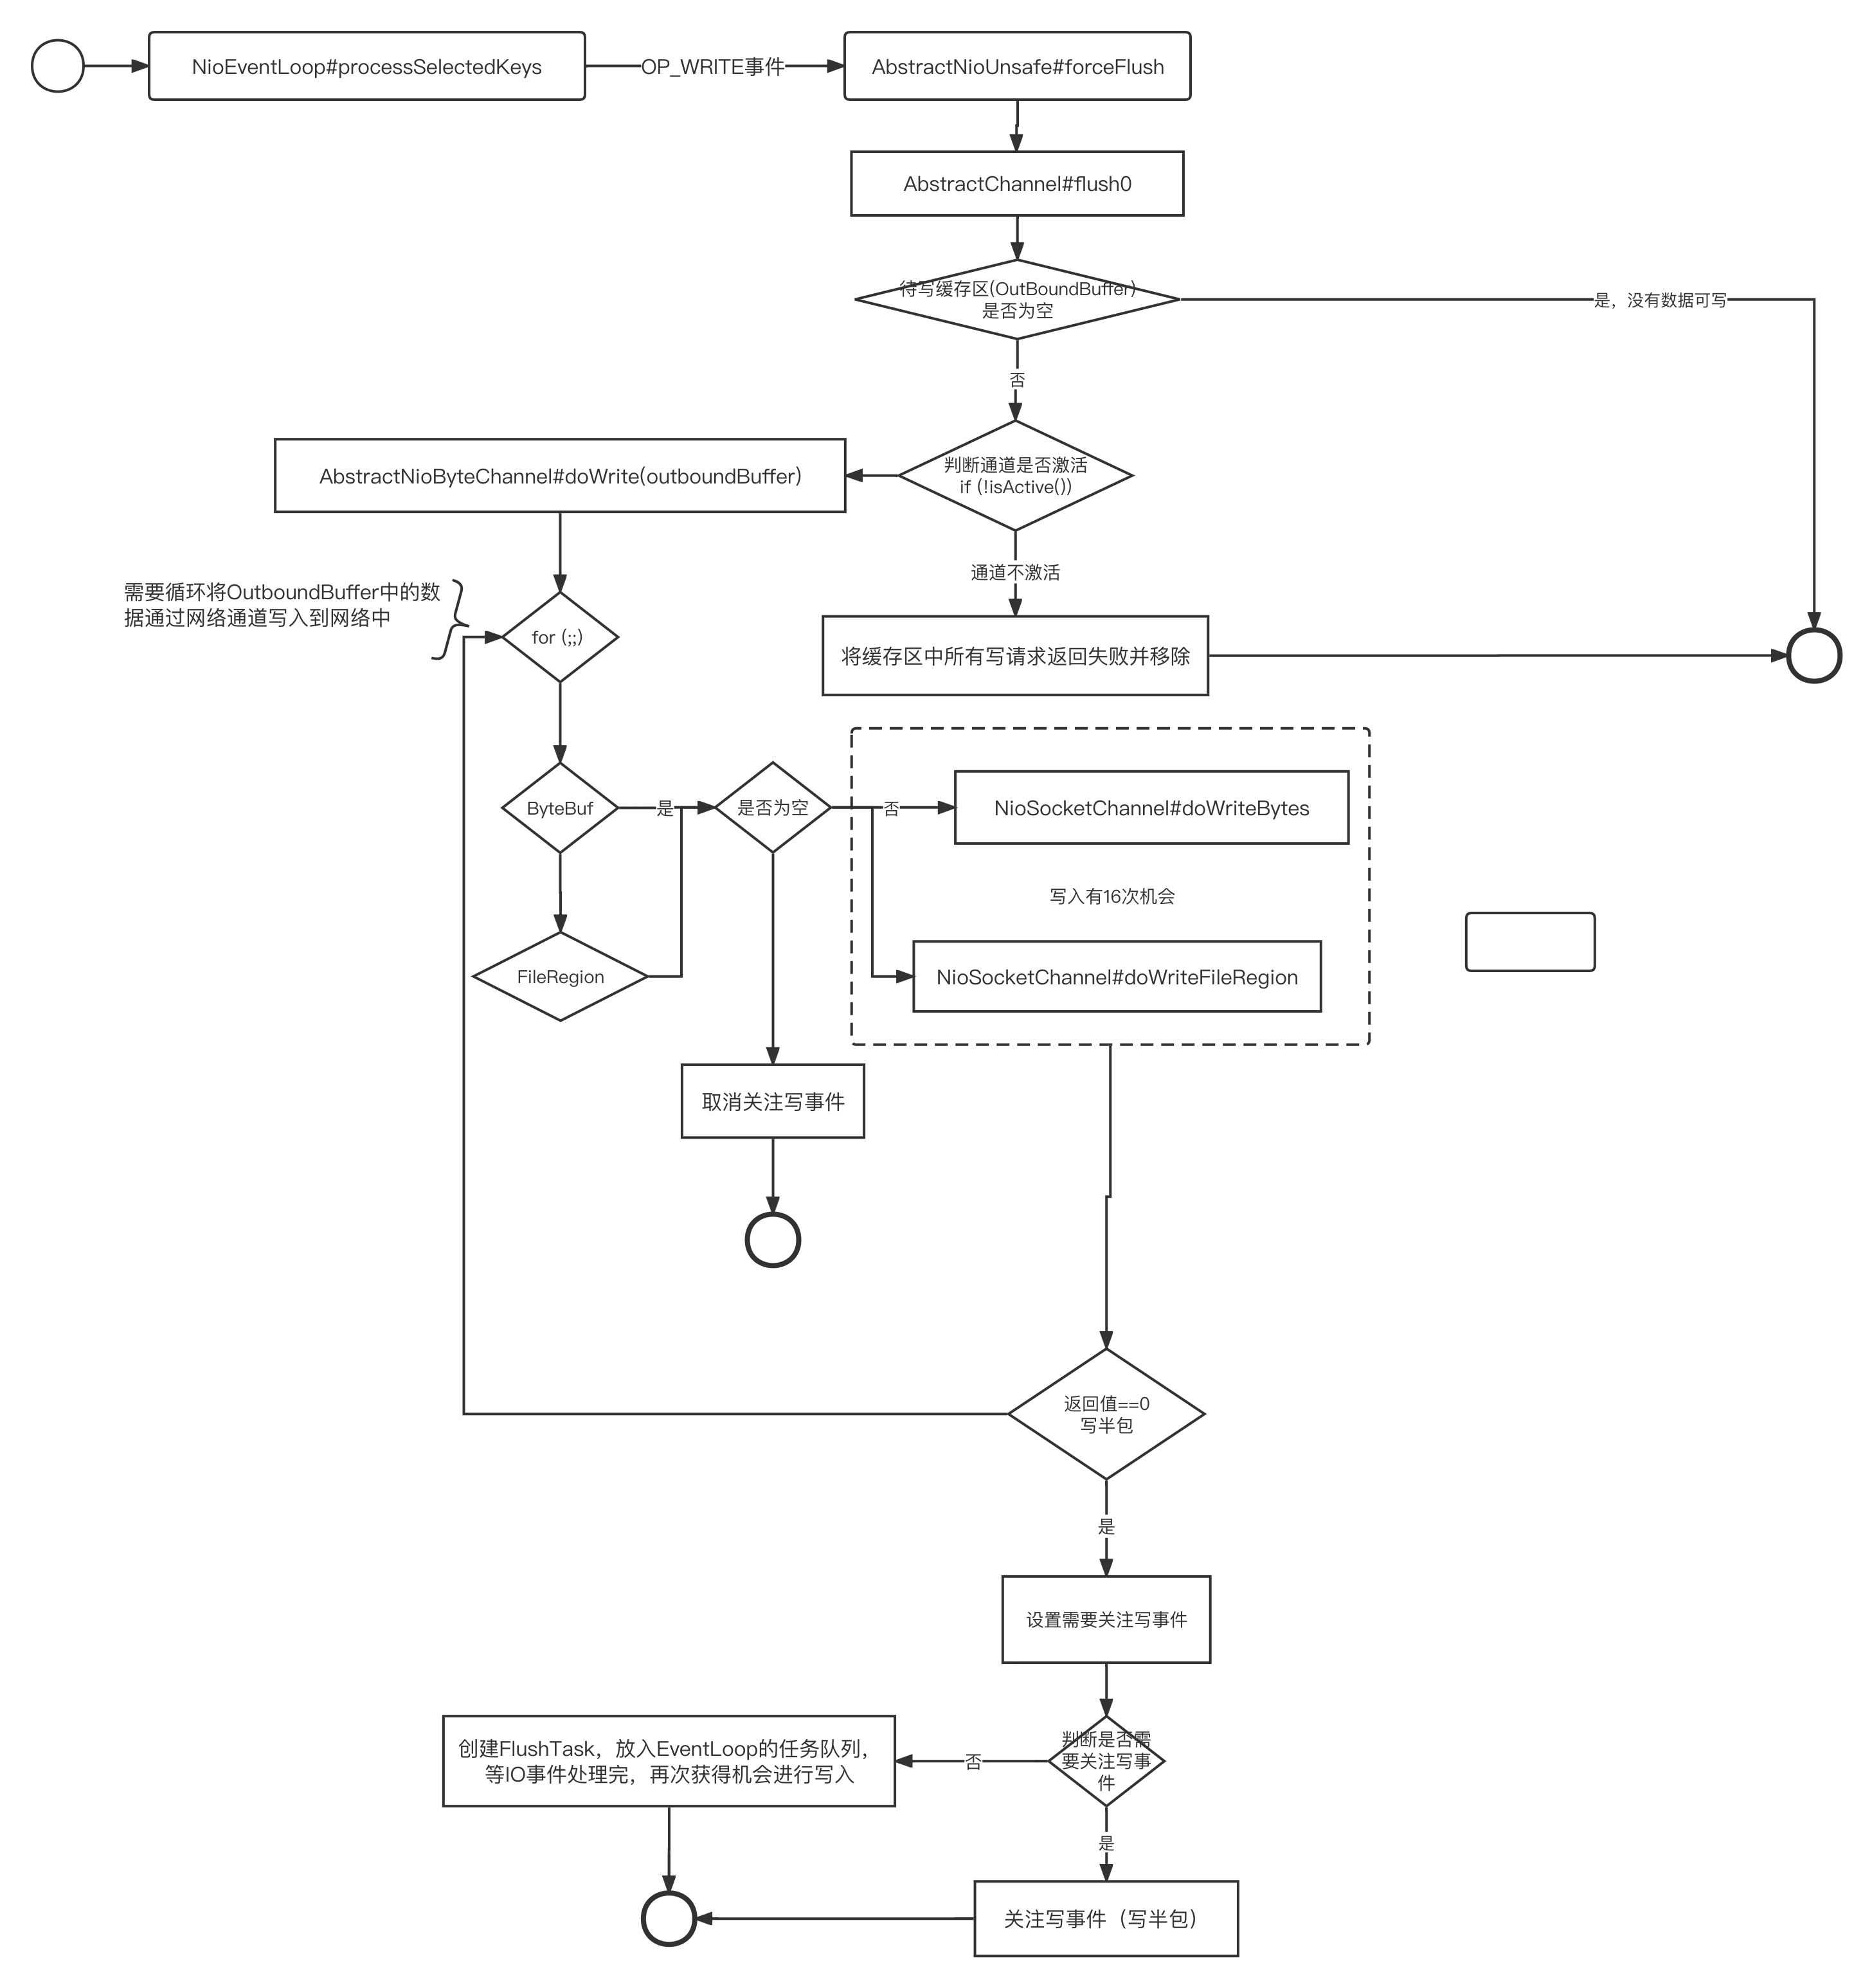 NioEventLoop#processSelectedKeys
OP_WRITE事件
AbstractNioUnsafe#forceFlush
AbstractChannel#flush0
待写缓存区(OutBoundBuffer)
是否为空
是，没有数据可写
否
判断通道是否激活
if (!isActive())
AbstractNioByteChannel#doWrite(outboundBuffer)
通道不激活
需要循环将OutboundBuffer中的数
据通过网络通道写入到网络中
for (;;)
将缓存区中所有写请求返回失败并移除
ByteBuf
是
是否为空
否
NioSocketChannel#doWriteBytes
写入有16次机会
FileRegion
NioSocketChannel#doWriteFileRegion
取消关注写事件
返回值==0
写半包
是
设置需要关注写事件
判断是否需
要关注写事
件
否
创建FlushTask，放入EventLoop的任务队列，
等IO事件处理完，再次获得机会进行写入
是
关注写事件（写半包）